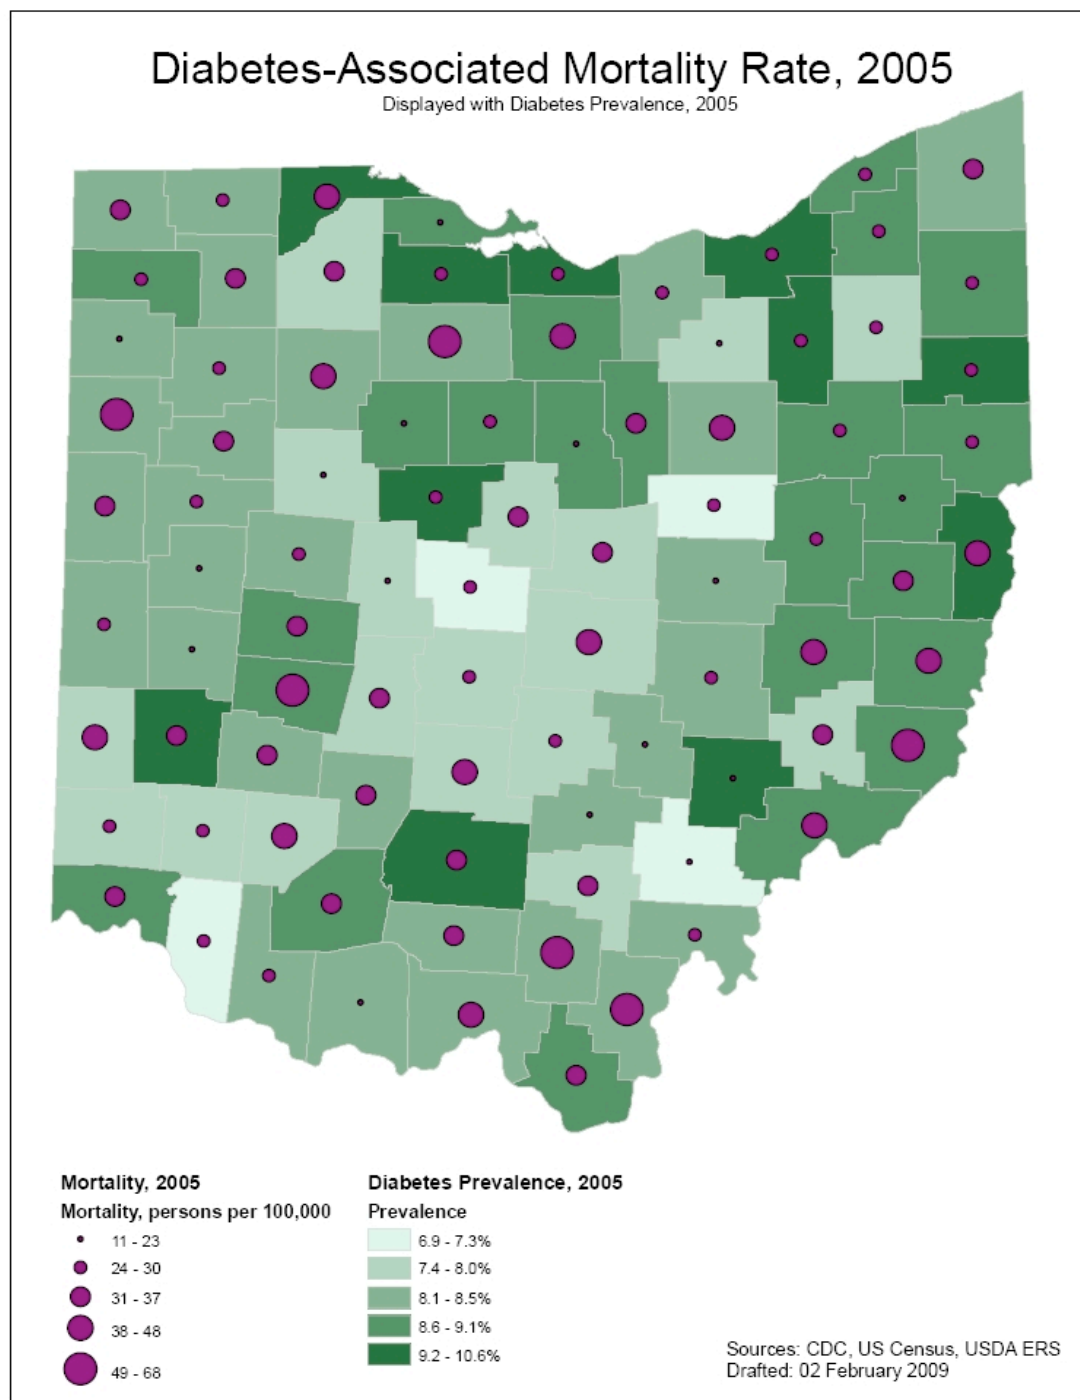 Diabetes-Associated Mortality Rate, 2005
Displayed with Diabetes Prevalence, 2005
Mortality, 2005
Mortality, persons per 100,000
11 - 23
24 - 30
31 - 37
38 - 48
49 - 68
Diabetes Prevalence, 2005
Prevalence
6.9 - 7.3%
7.4 - 8.0%
8.1 - 8.5%
8.6 - 9.1%
9.2 - 10.6%
Sources: CDC, US Census, USDA ERS
Drafted: 02 February 2009